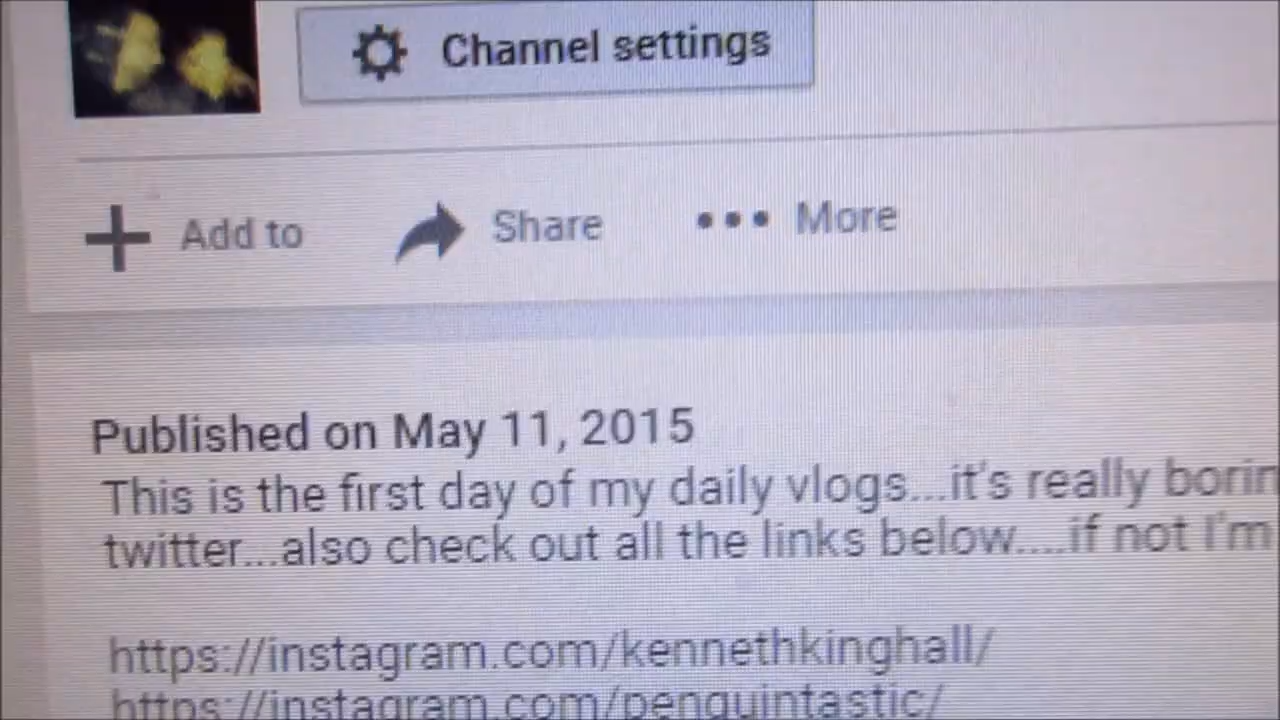 Channel settings
Add to Share More
Published on May 11, 2015
This is the first day of my daily vlogs...it's really
twitter...also check out all the links below....if not I'm
https://instagram.com/kennethkinghall/
https://instagram.com/penguintastic/